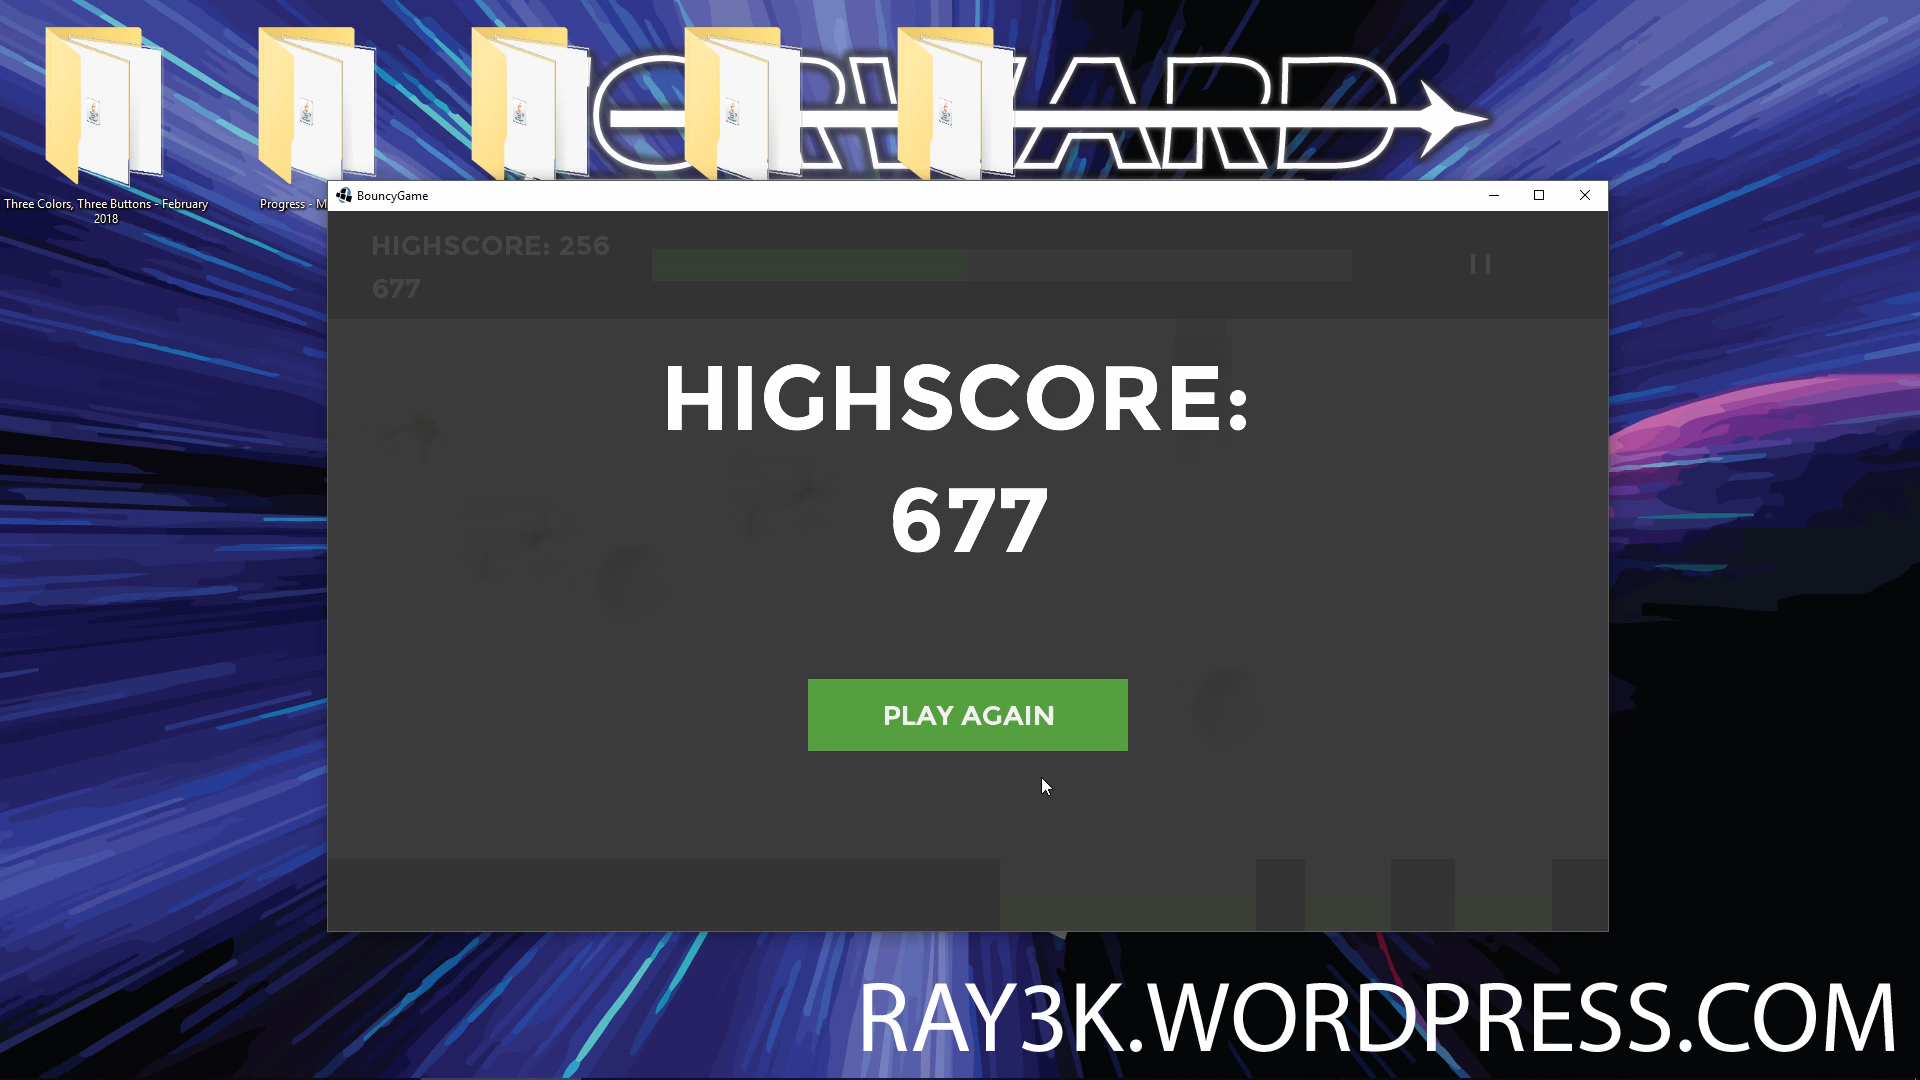 Three Colors, Three Buttons - February
2018
Progress - M
BouncyGame
HIGHSCORE: 256
677
HIGHSCORE:
677
PLAY AGAIN
RAY3K.WORDPRESS.COM